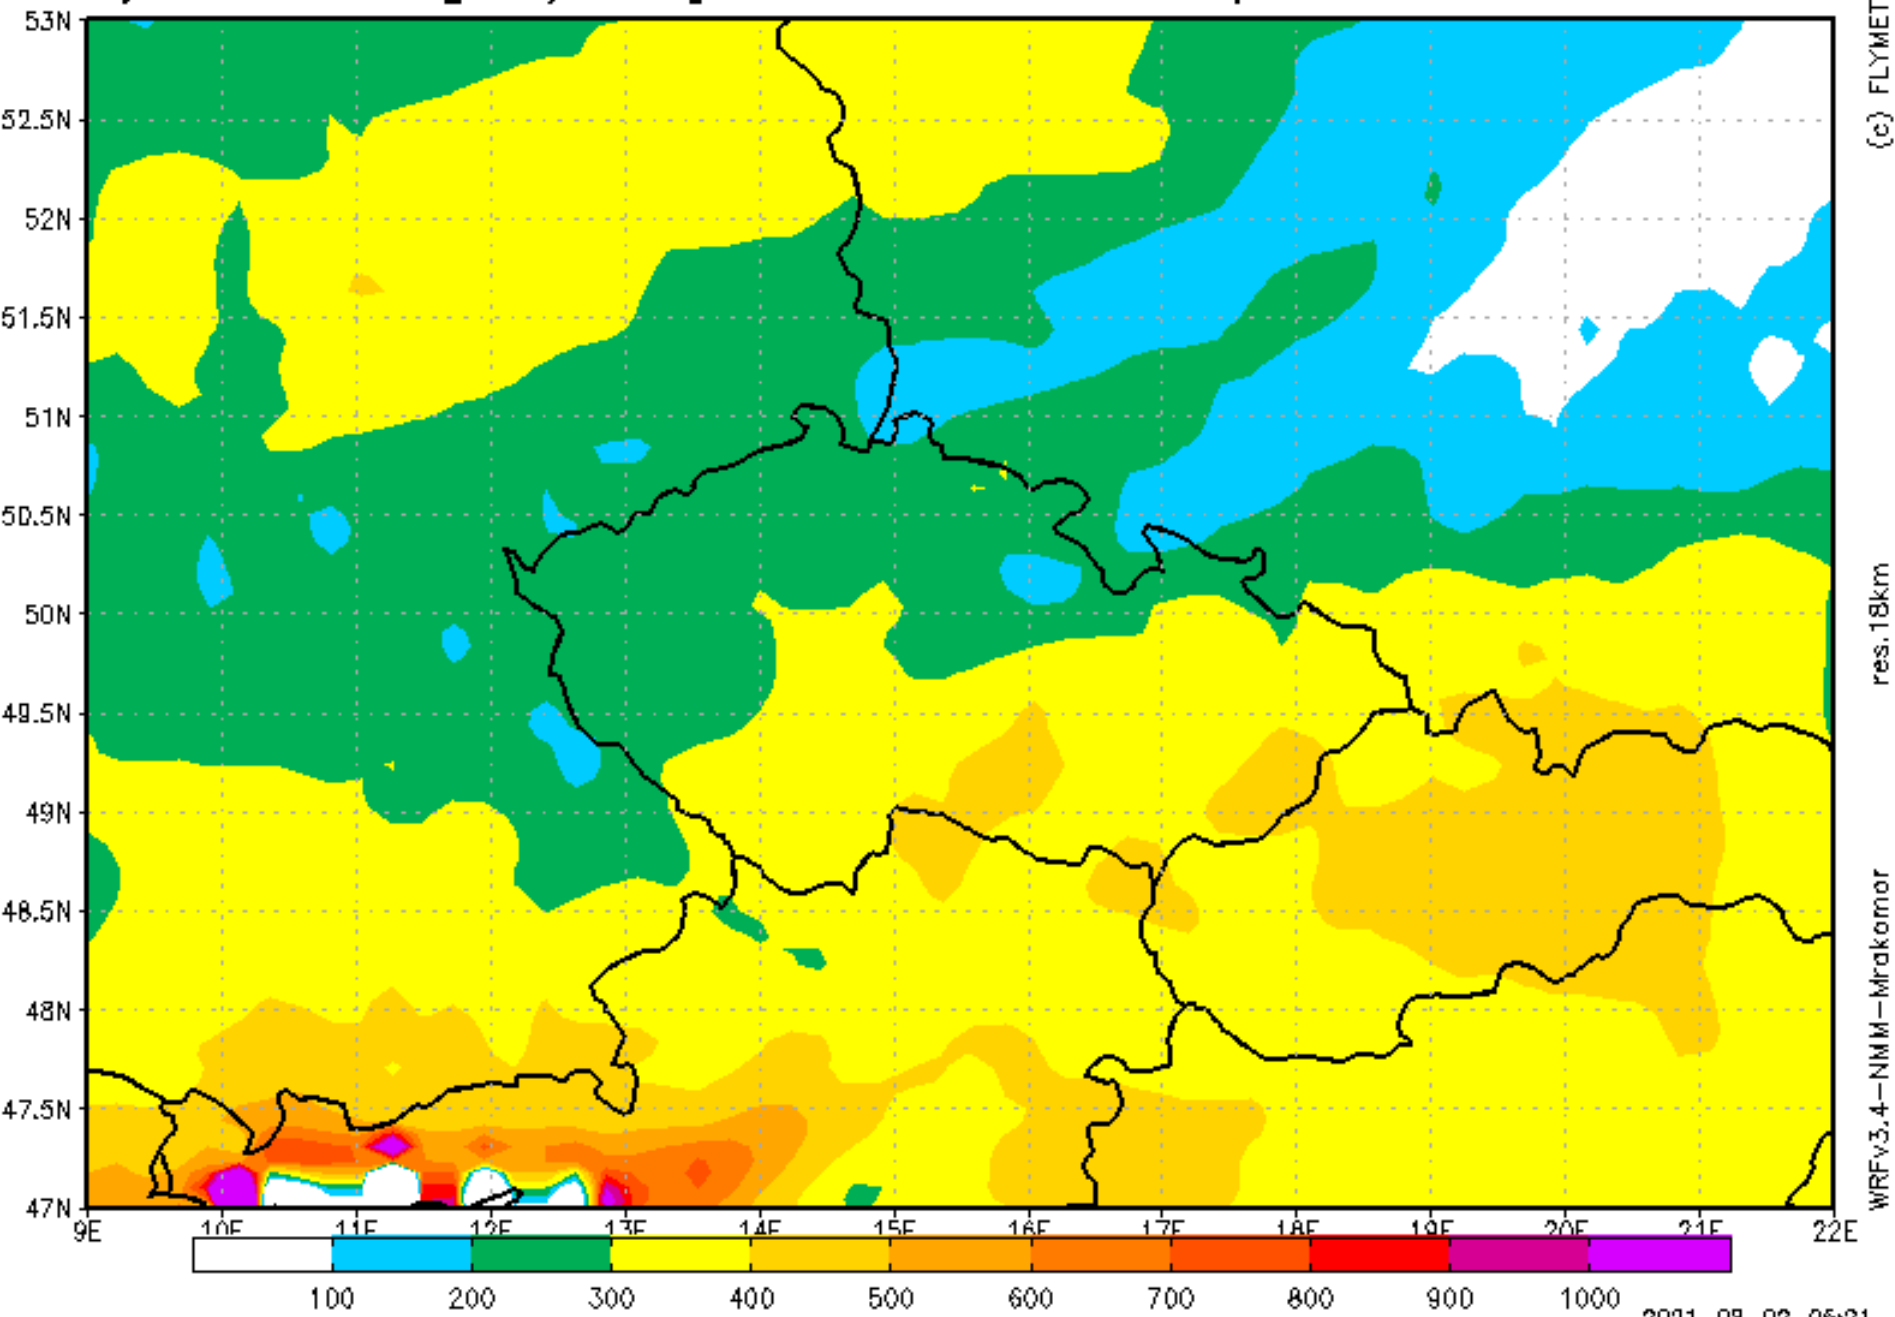 53N
52.5N
52N
51.5N
51N
50.5N
50N
49.5N
49N
48.5N
48N
47.5N
47N
9E 10E 11E 12E 13E 14E 15E 16E 17E 18E 19E 20E 21E 22E
100 200 300 400 500 600 700 800 900 1000
(c) FLYMET
res.18km
WRFv3.4-NMM-Mrakomor